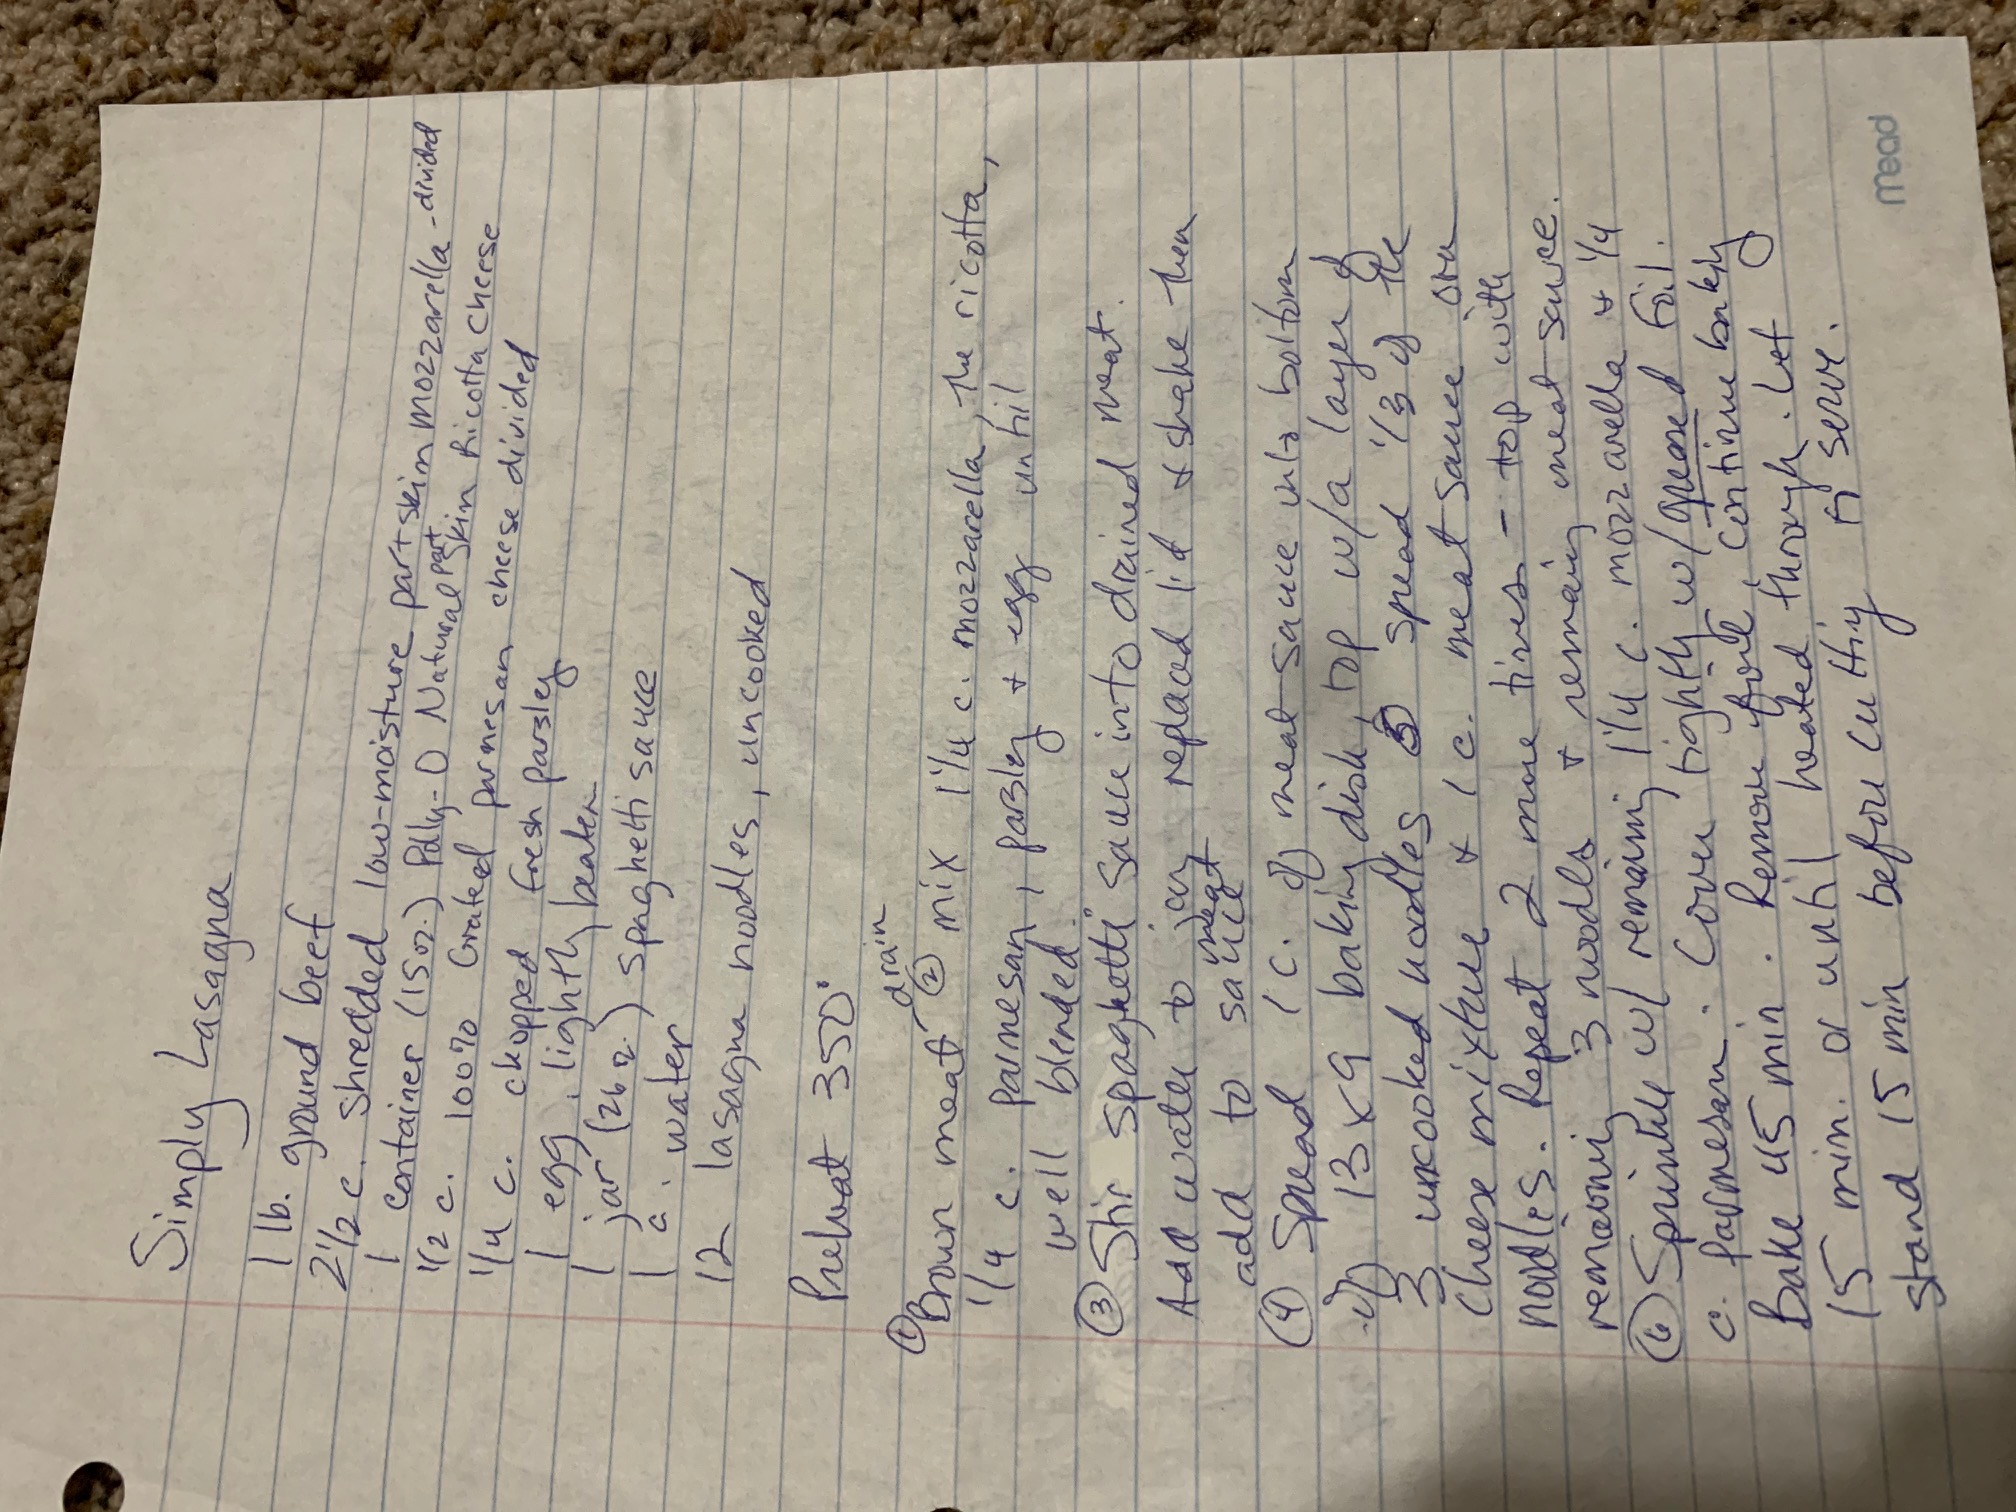 Simply Lasagna
1 lb. ground beef
2 1/2 c. shredded low-moisture part skim mozzarella - divided
1 container (15 oz.) Polly-O Natural part skin Ricotta Cheese
1/2 c. 100% Grated parmesan cheese divided
1/4 c. chopped fresh parsley
1 egg, lightly beaten
1 jar (26 oz.) spaghetti sauce
1 c. water
12 lasagna noodles, uncooked
Preheat 350°
① Brown meat - drain ② mix 1 1/4 c. mozzarella, the ricotta,
1/4 c. parmesan, parsley & egg until
well blended.
③ Stir spaghetti sauce into drained meat.
Add water to jar, replaced lid & shake then
add to meat sauce
④ Spread 1 c. of meat sauce into bottom
of 13x9 baking dish, top w/a layer of
3 uncooked noodles ⑤ spread 1/3 of the
cheese mixture & 1 c. meat sauce over
noodles. Repeat 2 more times - top with
remaining 3 noodles & remaining meat sauce.
⑥ Sprinkle w/ remaining 1 1/4 c. mozzarella & 1/4
c. parmesan. Cover tightly w/greased foil.
Bake 45 min. Remove foil, continue baking
15 min. or until heated through. Let
stand 15 min before cutting to serve.
Mead